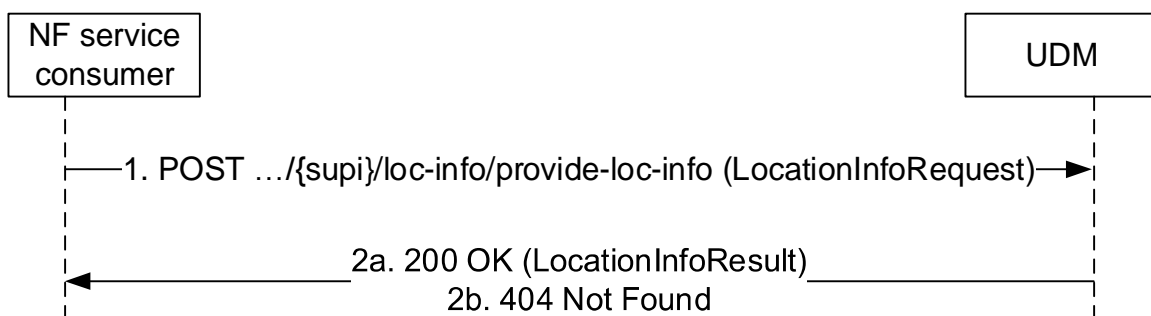 NF service
consumer
UDM
1. POST …/{supi}/loc-info/provide-loc-info (LocationInfoRequest)
2a. 200 OK (LocationInfoResult)
2b. 404 Not Found